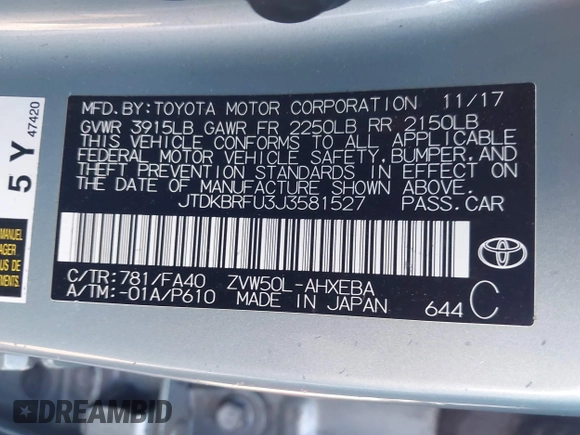 MFD. BY: TOYOTA MOTOR CORPORATION 11/17
GVWR 3915LB GAWR FR 2250LB RR 2150LB
THIS VEHICLE CONFORMS TO ALL APPLICABLE
FEDERAL MOTOR VEHICLE SAFETY, BUMPER, AND
THEFT PREVENTION STANDARDS IN EFFECT ON
THE DATE OF MANUFACTURE SHOWN ABOVE.
JTDKBRFU3J3581527 PASS. CAR
C/TR: 781/FA40 ZVW50L-AHXEBA
A/TM: -01A/P610 MADE IN JAPAN 644 C
TOYOTA
5 Y
47420
DREAMBID